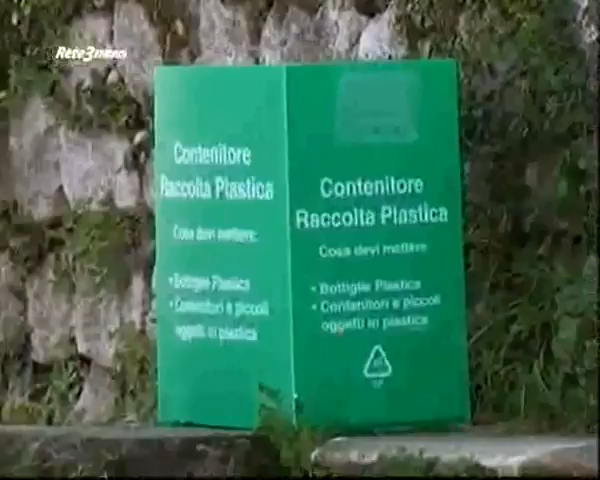 Rete3news
Contenitore
Raccolta Plastica
Cosa devi mettere:
• Bottiglie Plastica
• Contenitori e piccoli
oggetti in plastica
Contenitore
Raccolta Plastica
Cosa devi mettere
• Bottiglie Plastica
• Contenitori e piccoli
oggetti in plastica